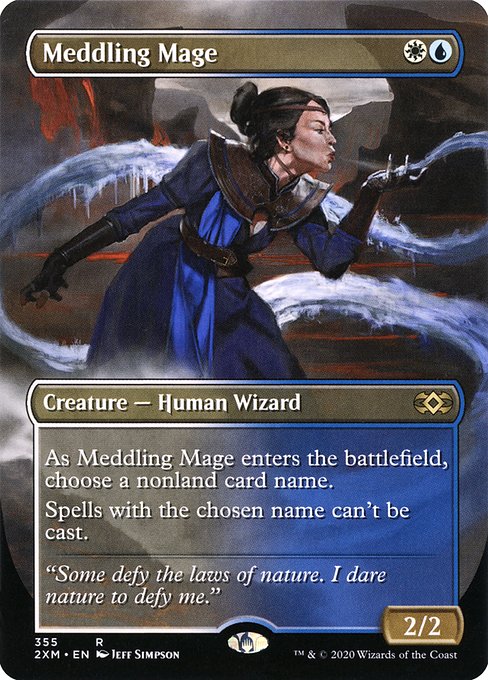 Meddling Mage
Creature — Human Wizard
As Meddling Mage enters the battlefield,
choose a nonland card name.
Spells with the chosen name can't be
cast.
“Some defy the laws of nature. I dare
nature to defy me.”
2/2
355 R
2XM • EN Jeff Simpson
™ & © 2020 Wizards of the Coast